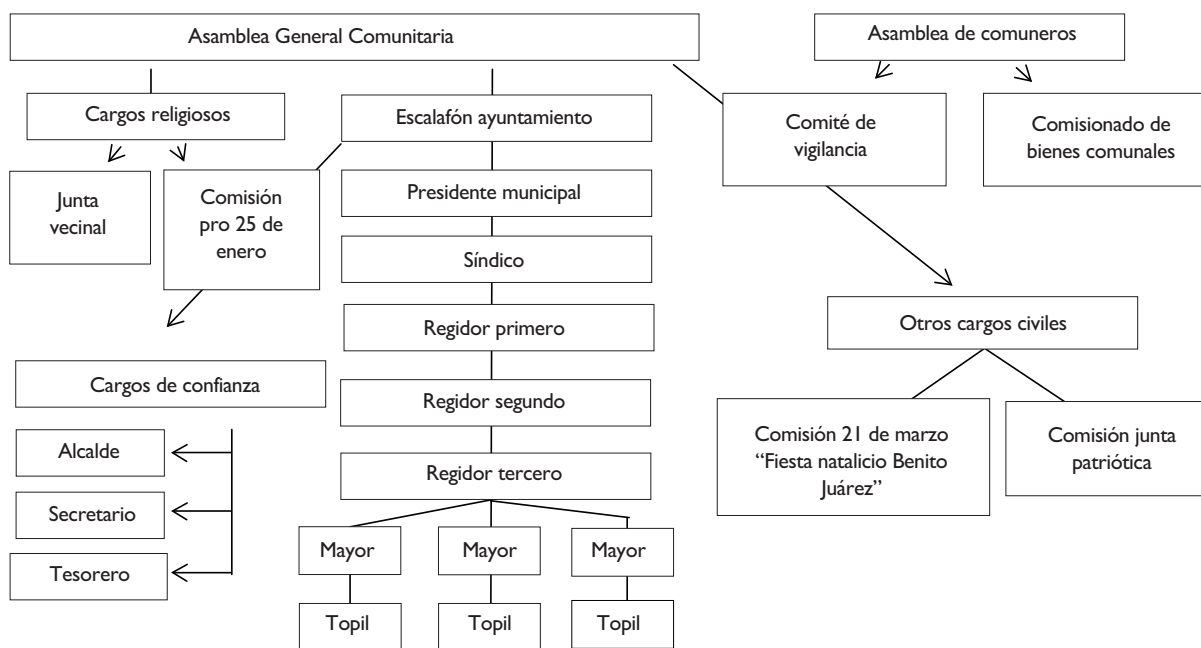 Asamblea General Comunitaria
Asamblea de comuneros
Cargos religiosos
Escalafón ayuntamiento
Comité de
vigilancia
Comisionado de
bienes comunales
Junta
vecinal
Comisión
pro 25 de
enero
Presidente municipal
Síndico
Regidor primero
Otros cargos civiles
Cargos de confianza
Regidor segundo
Comisión 21 de marzo
“Fiesta natalicio Benito
Juárez”
Comisión junta
patriótica
Alcalde
Regidor tercero
Secretario
Tesorero
Mayor
Mayor
Mayor
Topil
Topil
Topil